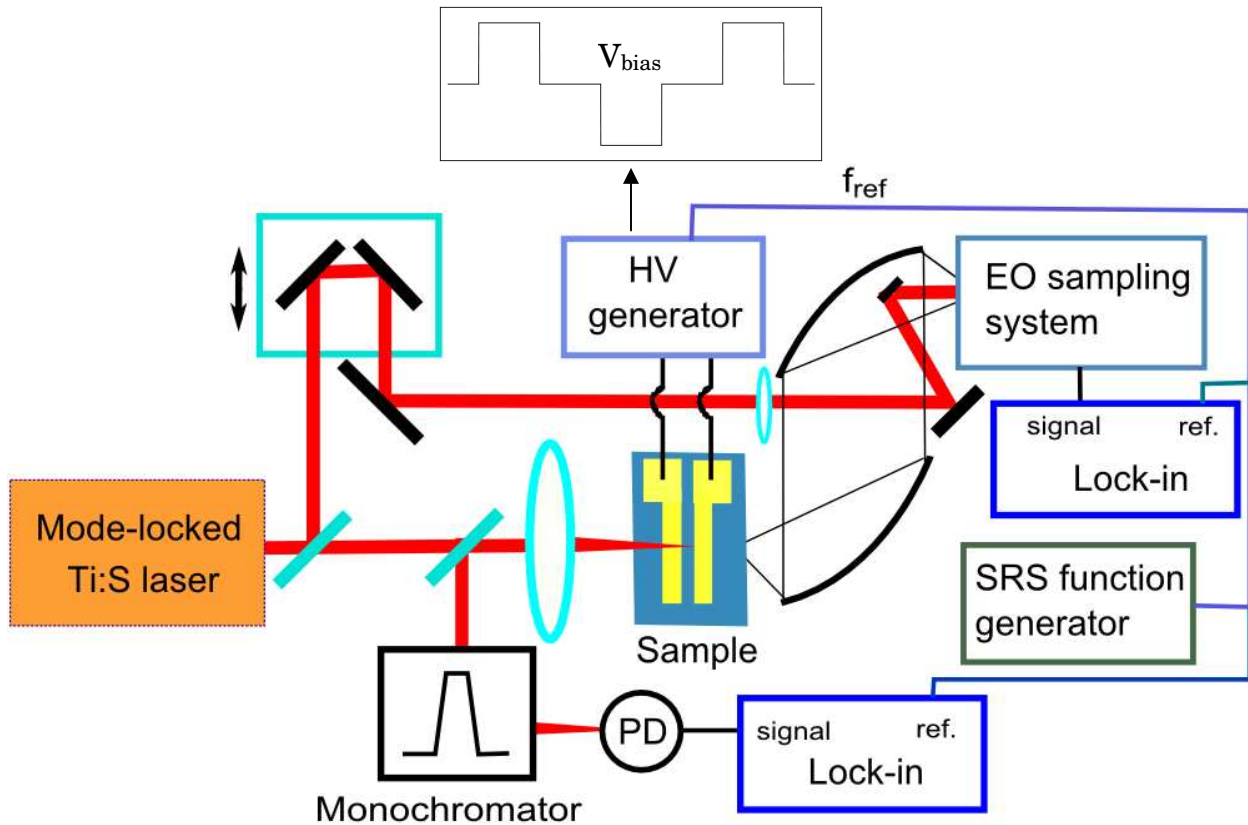 V_bias
f_ref
HV
generator
EO sampling
system
signal
ref.
Lock-in
Mode-locked
Ti:S laser
SRS function
generator
Sample
PD
signal
ref.
Lock-in
Monochromator